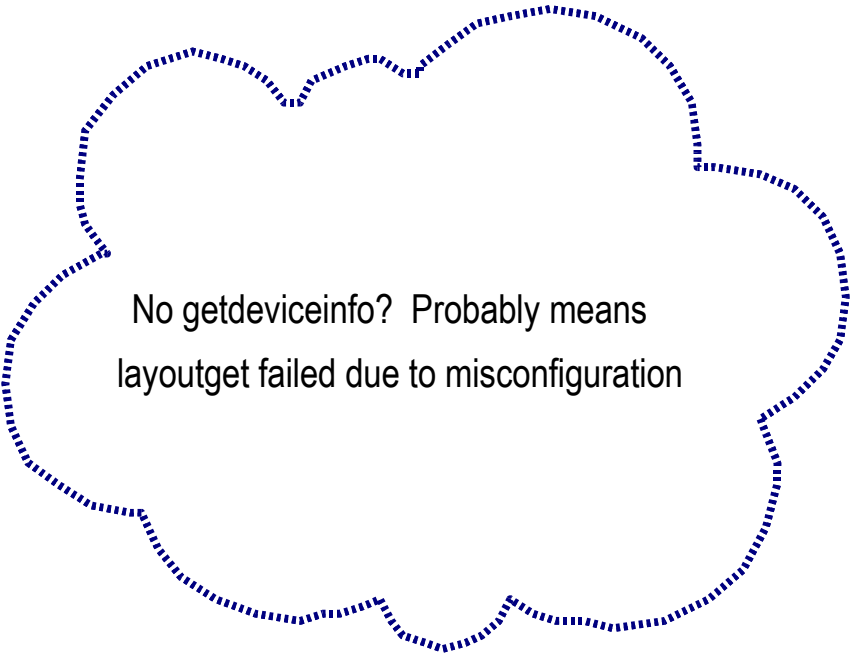 No getdeviceinfo?  Probably means
layoutget failed due to misconfiguration